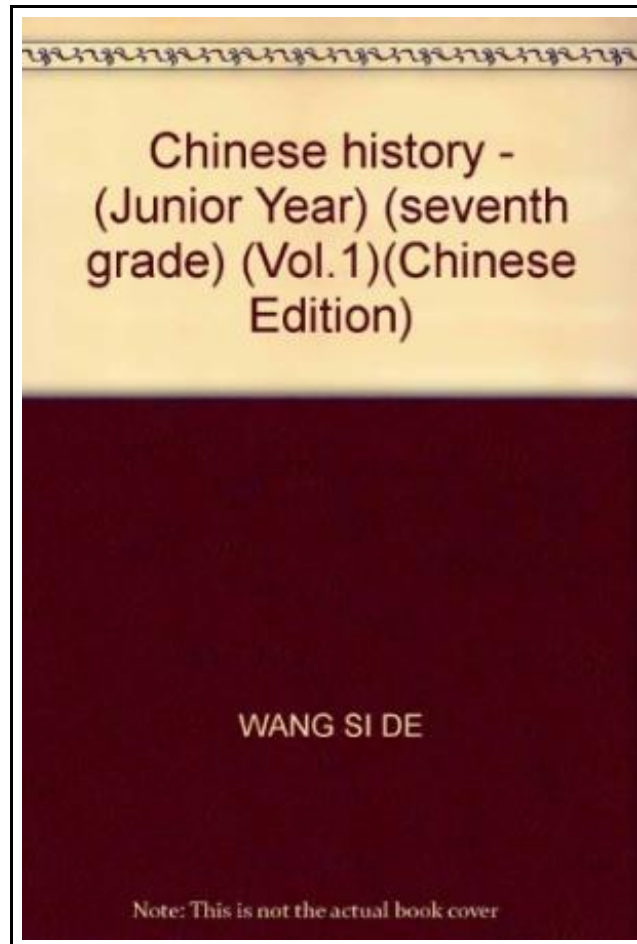 Chinese history -
(Junior Year) (seventh
grade) (Vol.1)(Chinese
Edition)
WANG SI DE
Note: This is not the actual book cover